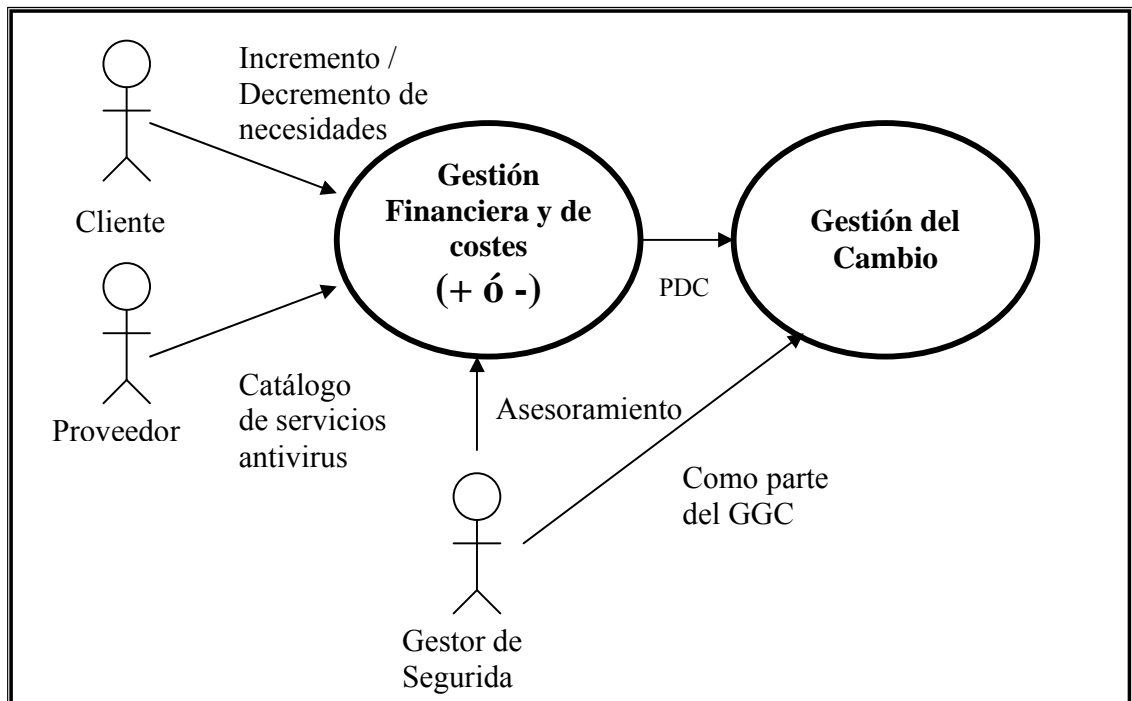 Incremento /
Decremento de
necesidades
Cliente
Gestión
Financiera y de
costes
(+ ó -)
PDC
Gestión del
Cambio
Proveedor
Catálogo
de servicios
antivirus
Asesoramiento
Como parte
del GGC
Gestor de
Segurida